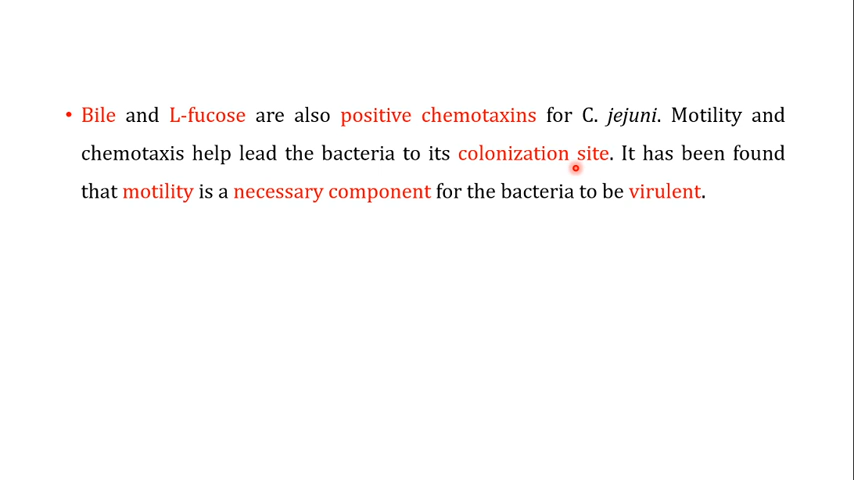 • Bile and L-fucose are also positive chemotaxins for C. jejuni. Motility and
chemotaxis help lead the bacteria to its colonization site. It has been found
that motility is a necessary component for the bacteria to be virulent.